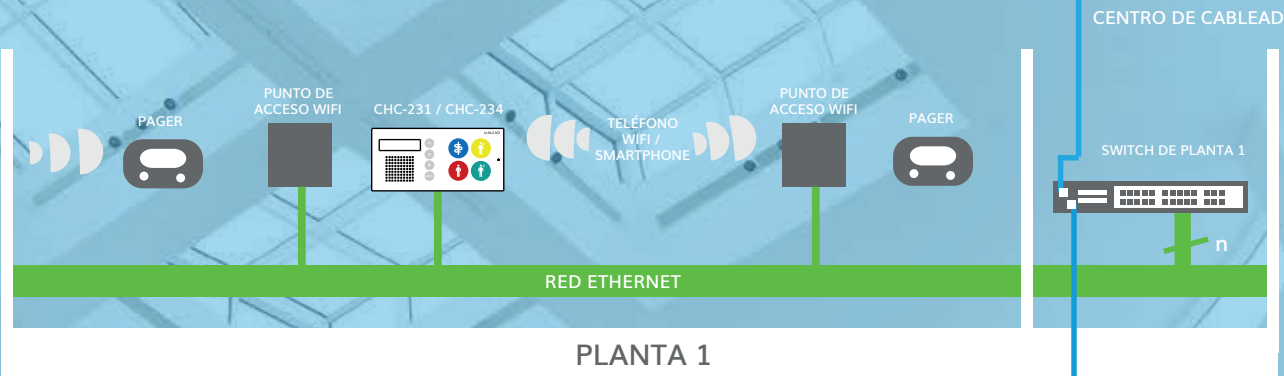 CENTRO DE CABLEAD
PAGER
PUNTO DE
ACCESO WIFI
CHC-231 / CHC-234
TELÉFONO
WIFI /
SMARTPHONE
PUNTO DE
ACCESO WIFI
PAGER
SWITCH DE PLANTA 1
n
RED ETHERNET
PLANTA 1